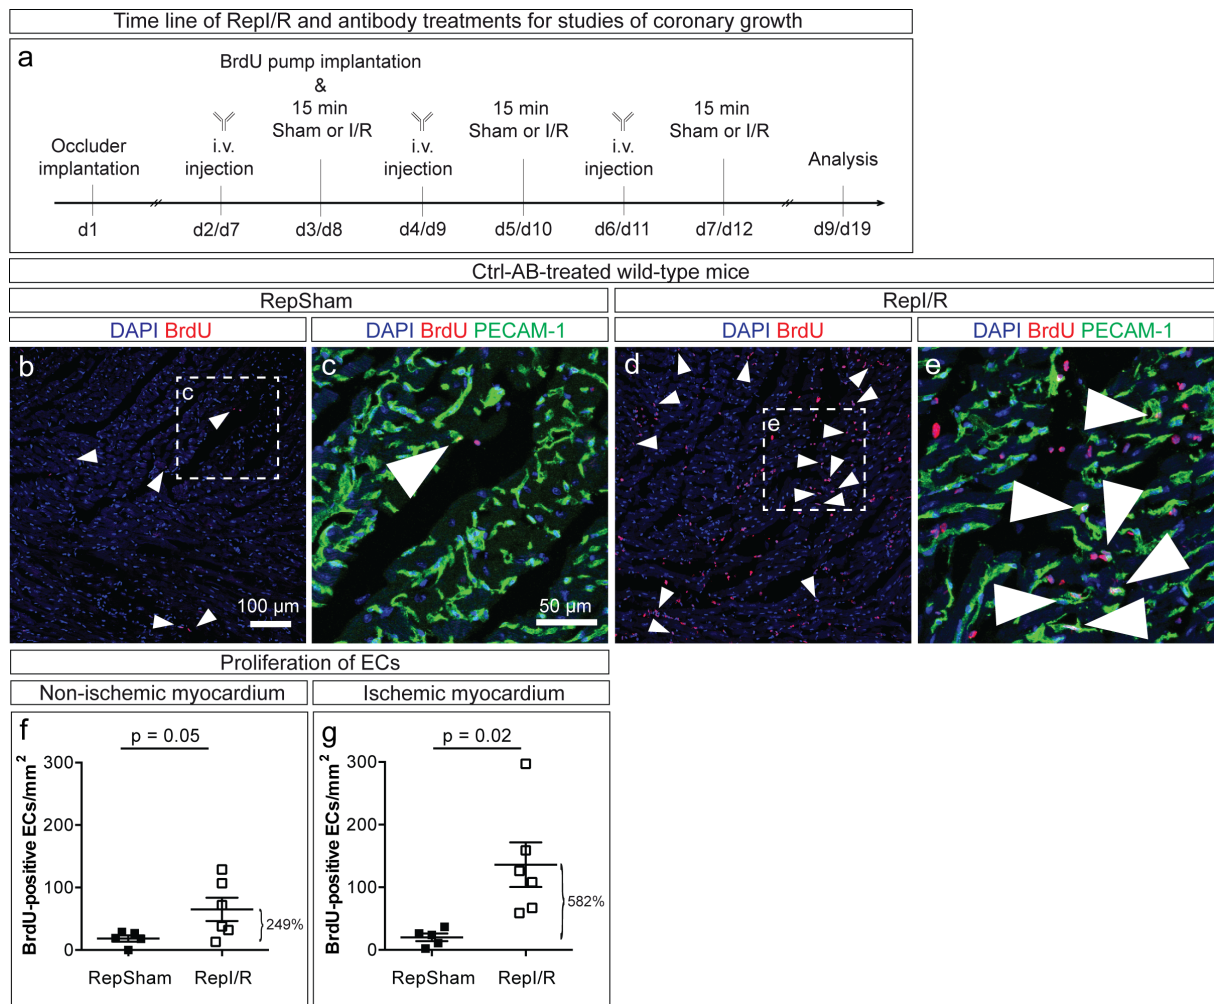 Time line of RepI/R and antibody treatments for studies of coronary growth
a
BrdU pump implantation
&
15 min
Sham or I/R
15 min
Sham or I/R
15 min
Sham or I/R
Occluder
implantation
i.v.
injection
i.v.
injection
i.v.
injection
Analysis
d1
d2/d7
d3/d8
d4/d9
d5/d10
d6/d11
d7/d12
d9/d19
Ctrl-AB-treated wild-type mice
RepSham
RepI/R
DAPI BrdU
DAPI BrdU PECAM-1
DAPI BrdU
DAPI BrdU PECAM-1
b
c
100 µm
c
50 µm
d
e
e
Proliferation of ECs
Non-ischemic myocardium
Ischemic myocardium
f
p = 0.05
BrdU-positive ECs/mm²
300
200
100
0
249%
RepSham
RepI/R
g
p = 0.02
BrdU-positive ECs/mm²
300
200
100
0
582%
RepSham
RepI/R